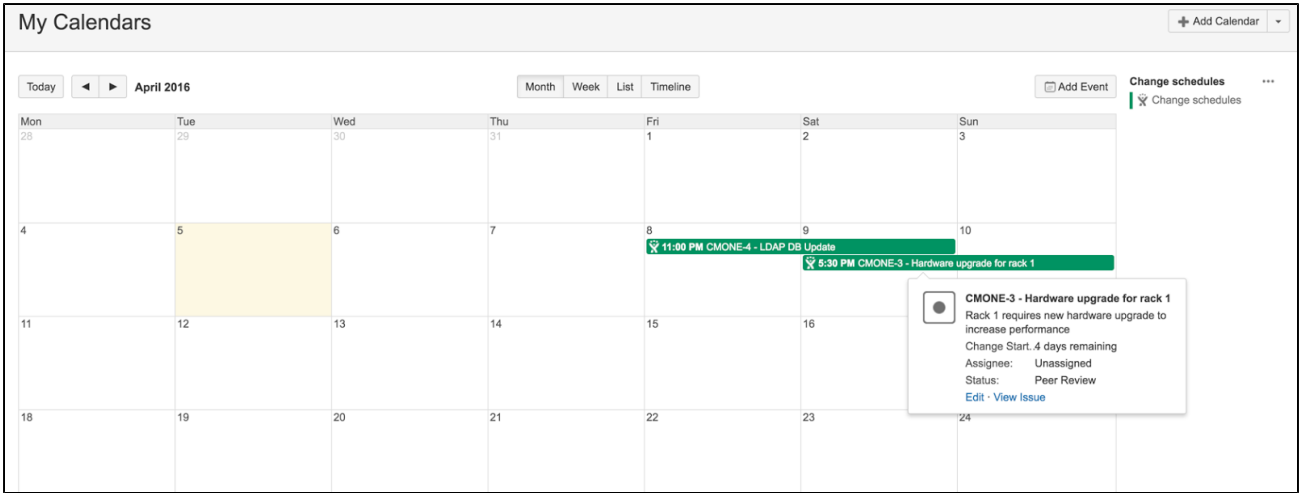 My Calendars
Add Calendar
Today
April 2016
Month Week List Timeline
Add Event
Change schedules
Change schedules
Mon Tue Wed Thu Fri Sat Sun
28 29 30 31 1 2 3
4 5 6 7 8 9 10
11:00 PM CMONE-4 - LDAP DB Update
5:30 PM CMONE-3 - Hardware upgrade for rack 1
CMONE-3 - Hardware upgrade for rack 1
Rack 1 requires new hardware upgrade to
increase performance
Change Start.. 4 days remaining
Assignee: Unassigned
Status: Peer Review
Edit · View Issue
11 12 13 14 15 16
18 19 20 21 22 23 24